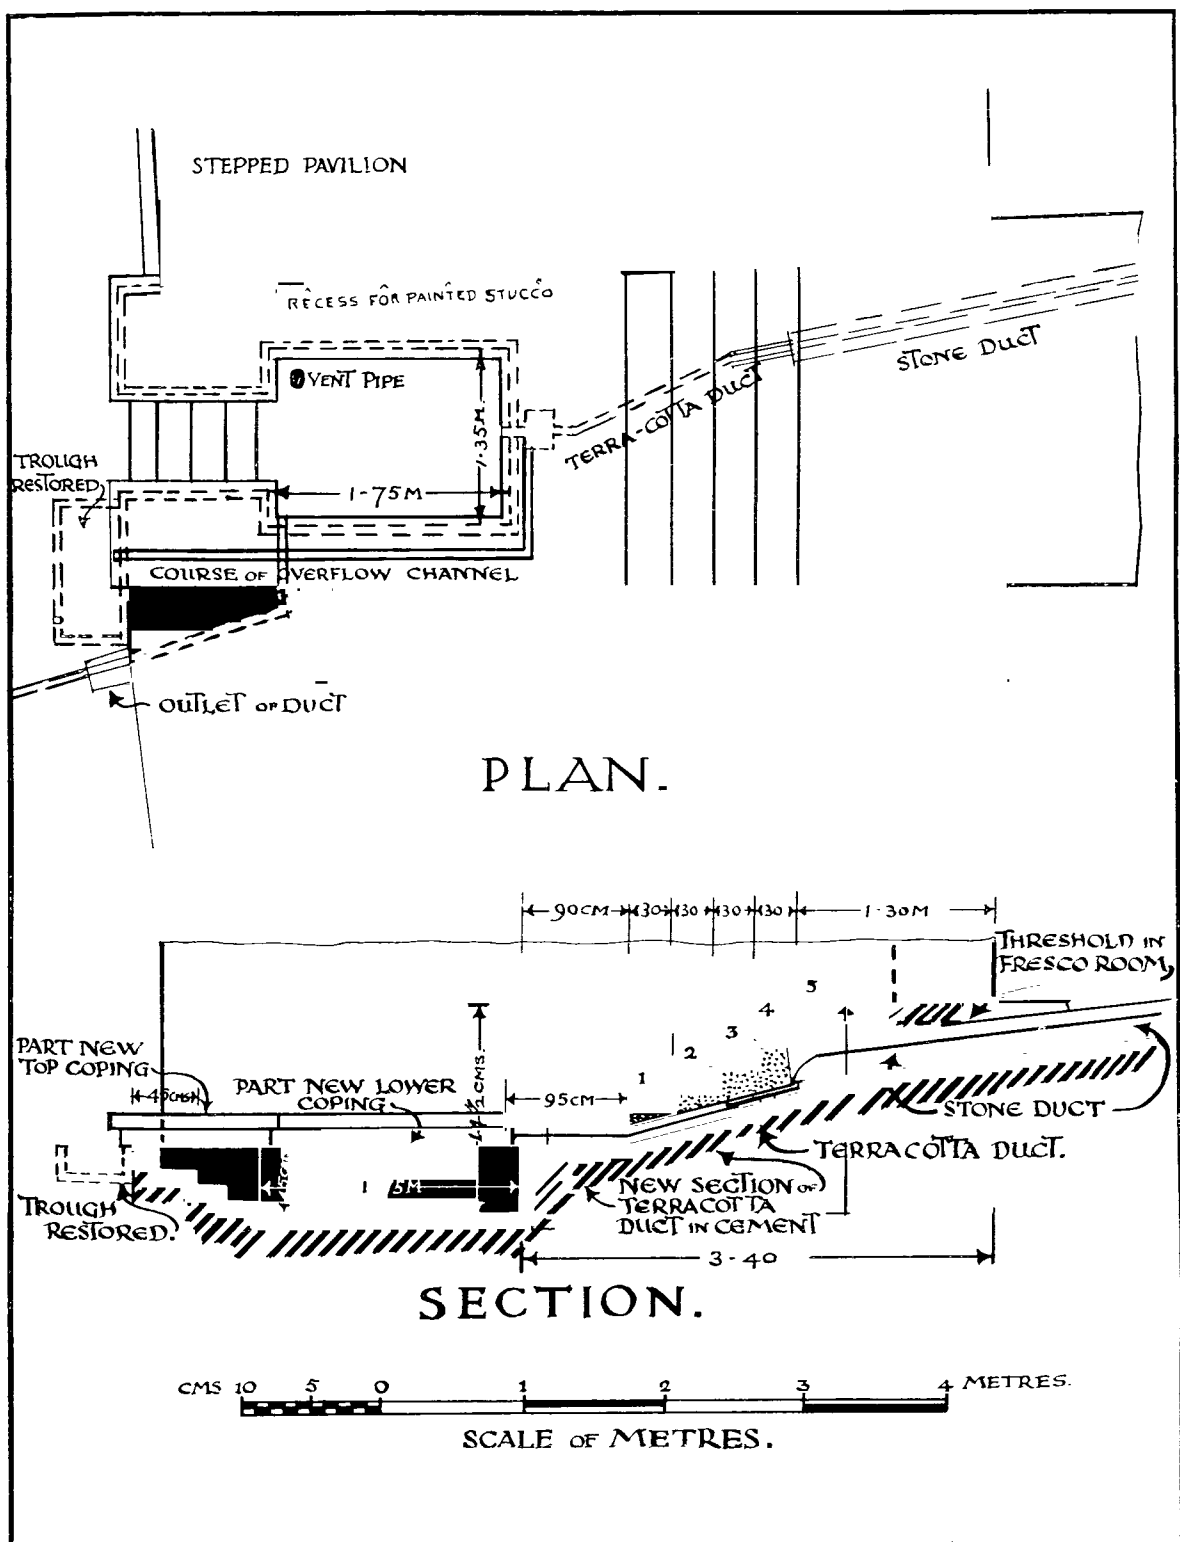 STEPPED PAVILION
RECESS FOR PAINTED STUCCO
VENT PIPE
1·35M
1·75M
TROUGH
RESTORED
TERRA-COTTA DUCT
STONE DUCT
COURSE OF OVERFLOW CHANNEL
OUTLET OF DUCT
PLAN.
90CM 30 30 30 30 1·30M
THRESHOLD IN
FRESCO ROOM
5
4
3
2
1
PART NEW
TOP COPING
45CMS
PART NEW LOWER
COPING
95CM
STONE DUCT
TERRACOTTA DUCT.
NEW SECTION OF
TERRACOTTA
DUCT IN CEMENT
TROUGH
RESTORED.
3·40
SECTION.
CMS 10 5 0 1 2 3 4 METRES.
SCALE OF METRES.